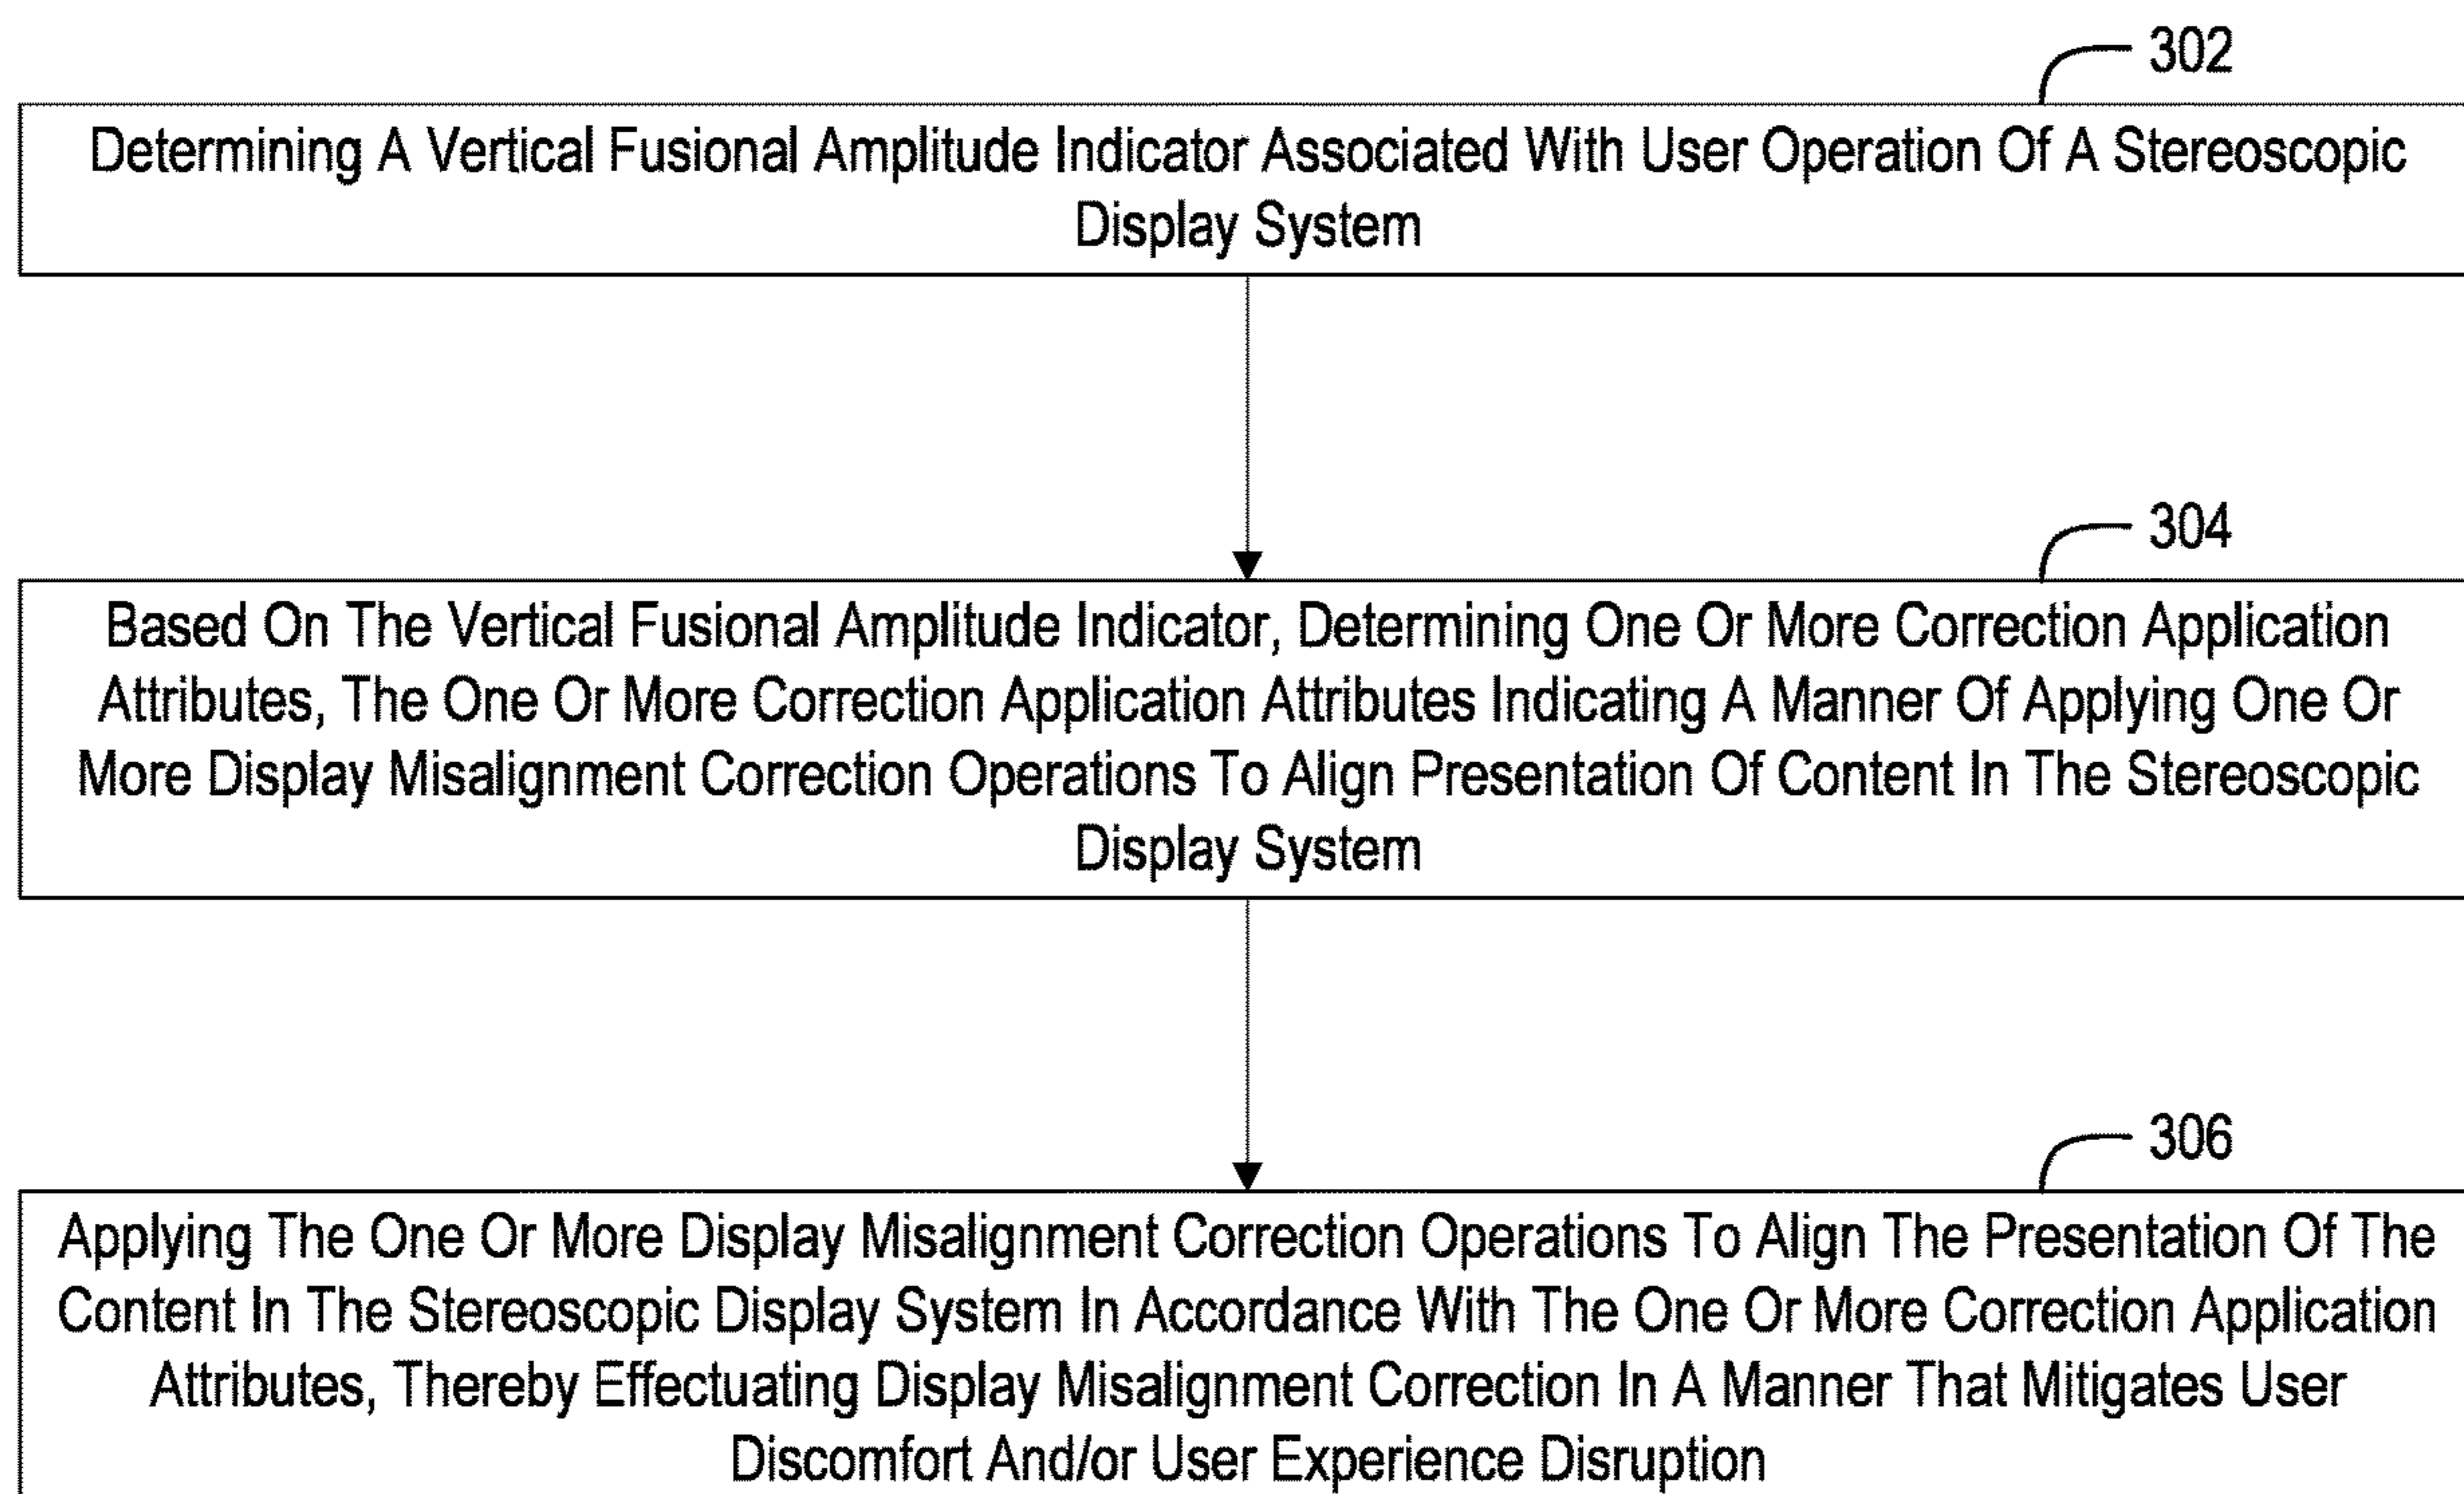 302
Determining A Vertical Fusional Amplitude Indicator Associated With User Operation Of A Stereoscopic
Display System
304
Based On The Vertical Fusional Amplitude Indicator, Determining One Or More Correction Application
Attributes, The One Or More Correction Application Attributes Indicating A Manner Of Applying One Or
More Display Misalignment Correction Operations To Align Presentation Of Content In The Stereoscopic
Display System
306
Applying The One Or More Display Misalignment Correction Operations To Align The Presentation Of The
Content In The Stereoscopic Display System In Accordance With The One Or More Correction Application
Attributes, Thereby Effectuating Display Misalignment Correction In A Manner That Mitigates User
Discomfort And/or User Experience Disruption